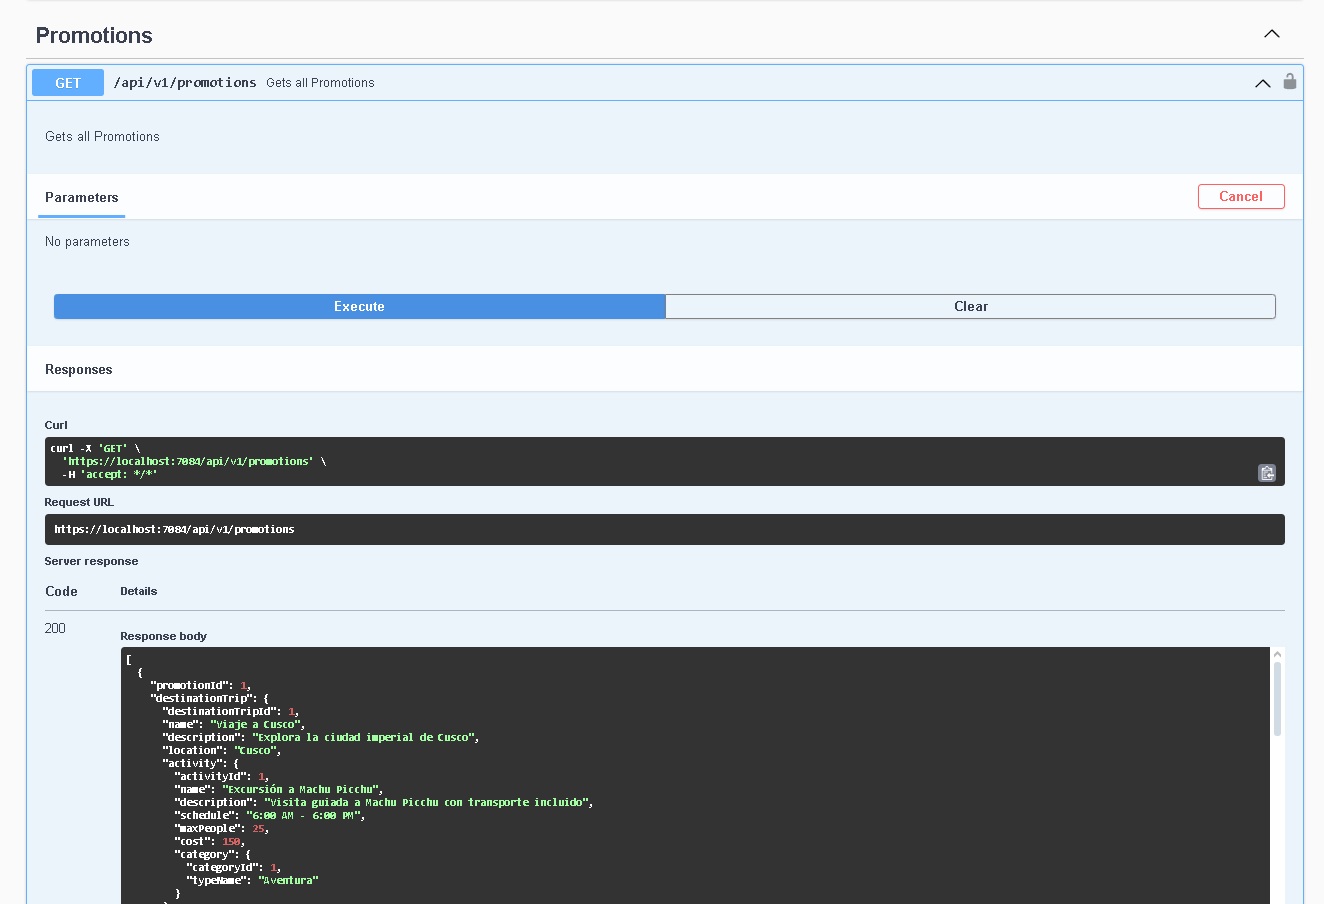 Promotions
GET /api/v1/promotions Gets all Promotions
Gets all Promotions
Parameters Cancel
No parameters
Execute Clear
Responses
Curl
curl -X 'GET' \
'https://localhost:7084/api/v1/promotions' \
-H 'accept: */*'
Request URL
https://localhost:7084/api/v1/promotions
Server response
Code Details
200
Response body
[
{
"promotionId": 1,
"destinationTrip": {
"destinationTripId": 1,
"name": "Viaje a Cusco",
"description": "Explora la ciudad imperial de Cusco",
"location": "Cusco",
"activity": {
"activityId": 1,
"name": "Excursión a Machu Picchu",
"description": "Visita guiada a Machu Picchu con transporte incluido",
"schedule": "6:00 AM - 6:00 PM",
"maxPeople": 25,
"cost": 150,
"category": {
"categoryId": 1,
"typeName": "Aventura"
}